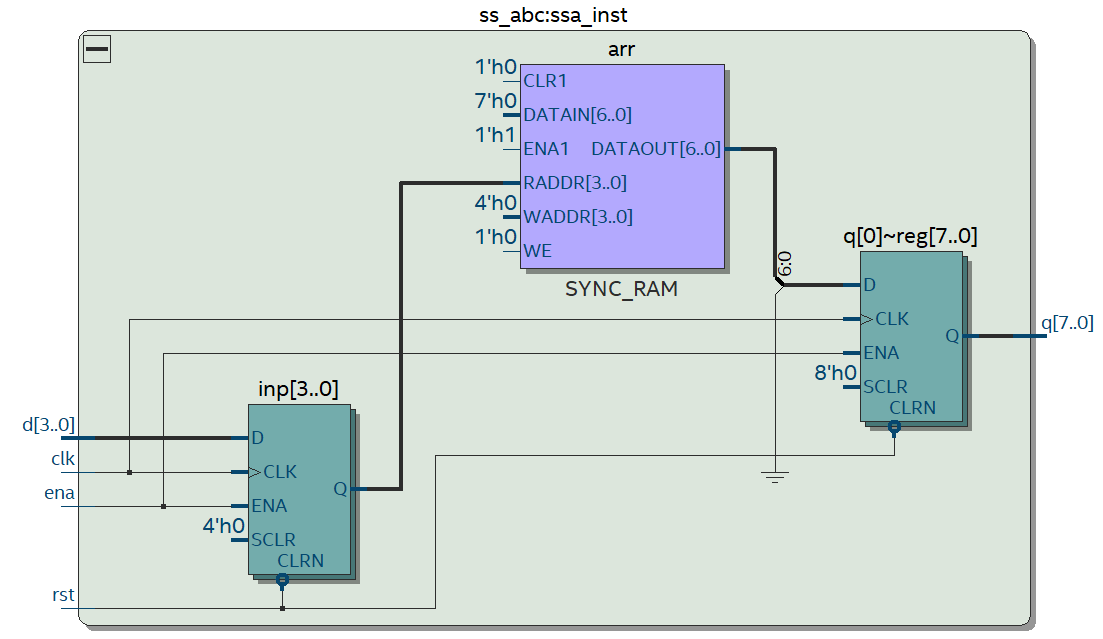 ss_abc:ssa_inst
arr
1'h0
CLR1
7'h0
DATAIN[6..0]
1'h1
ENA1
DATAOUT[6..0]
RADDR[3..0]
4'h0
WADDR[3..0]
1'h0
WE
SYNC_RAM
6:0
q[0]~reg[7..0]
D
CLK
Q
q[7..0]
ENA
8'h0
SCLR
CLRN
inp[3..0]
d[3..0]
D
clk
CLK
Q
ena
ENA
4'h0
SCLR
CLRN
rst